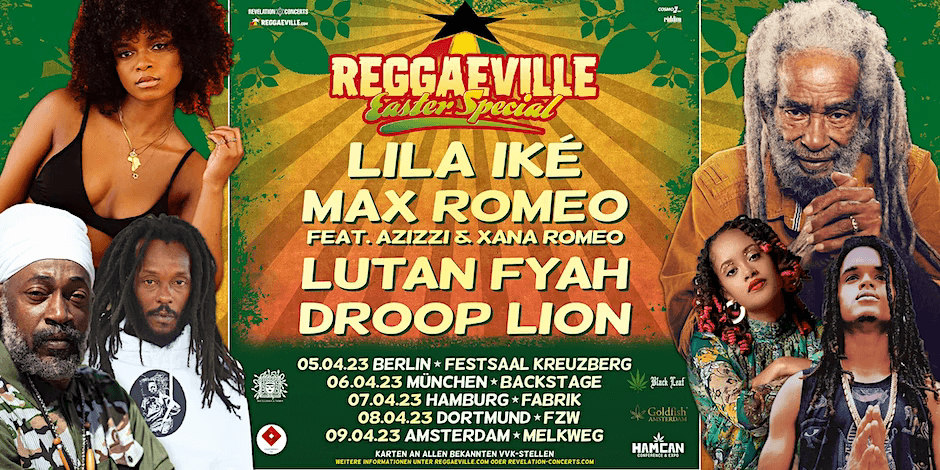 REVELATION CONCERTS
REGGAEVILLE.com
COSMO
riddim
REGGAEVILLE
Easter Special
LILA IKÉ
MAX ROMEO
FEAT. AZIZZI & XANA ROMEO
LUTAN FYAH
DROOP LION
05.04.23 BERLIN ★ FESTSAAL KREUZBERG
06.04.23 MÜNCHEN ★ BACKSTAGE
07.04.23 HAMBURG ★ FABRIK
08.04.23 DORTMUND ★ FZW
09.04.23 AMSTERDAM ★ MELKWEG
KARTEN AN ALLEN BEKANNTEN VVK-STELLEN
WEITERE INFORMATIONEN UNTER REGGAEVILLE.COM ODER REVELATION-CONCERTS.COM
Black Leaf
Goldfish
AMSTERDAM
HAMCAN
CONFERENCE & EXPO